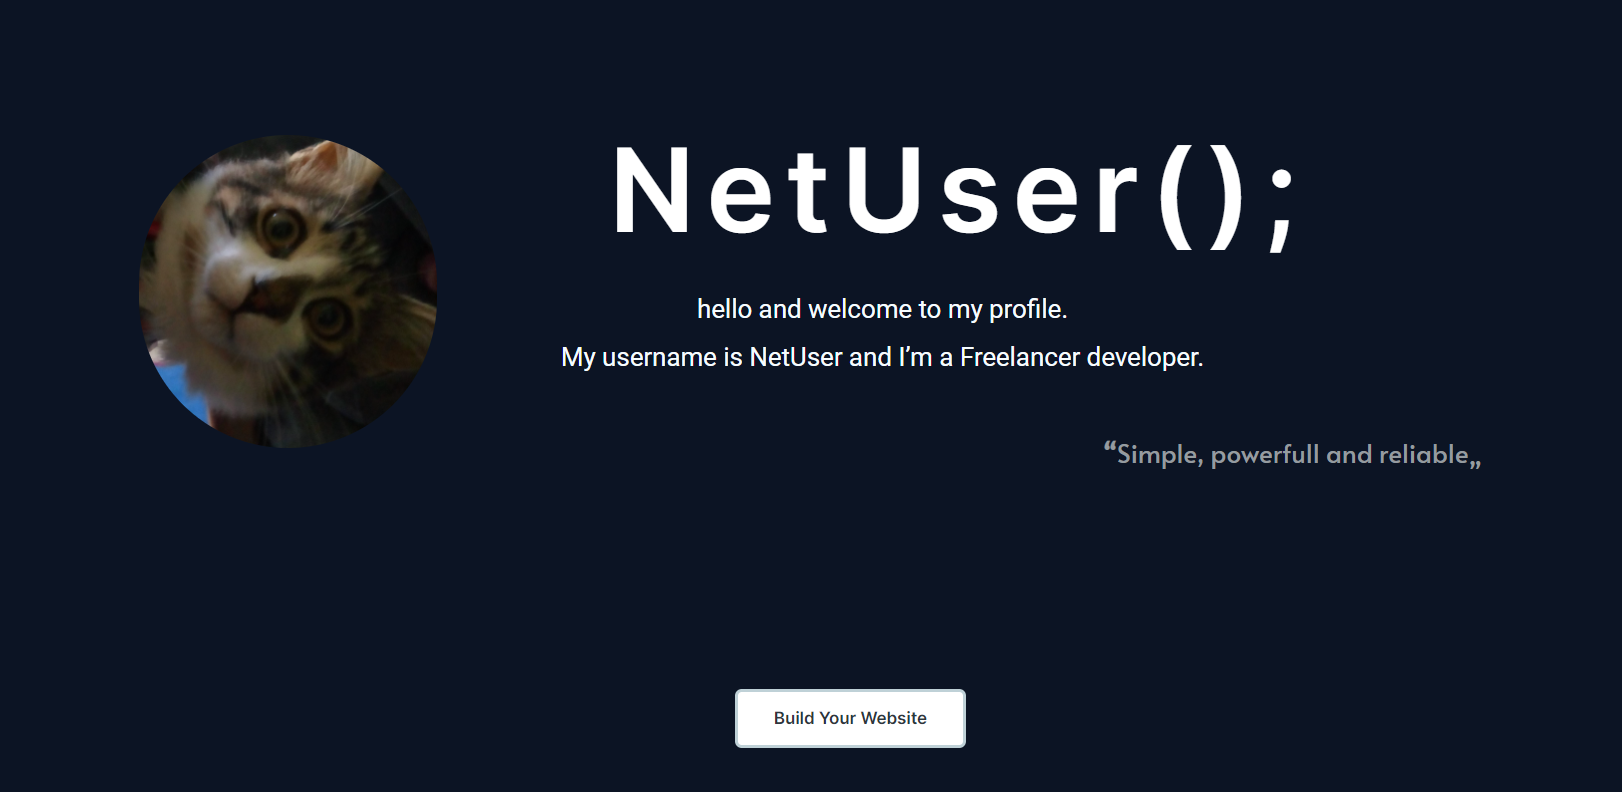 NetUser();
hello and welcome to my profile.
My username is NetUser and I’m a Freelancer developer.
“Simple, powerfull and reliable„
Build Your Website